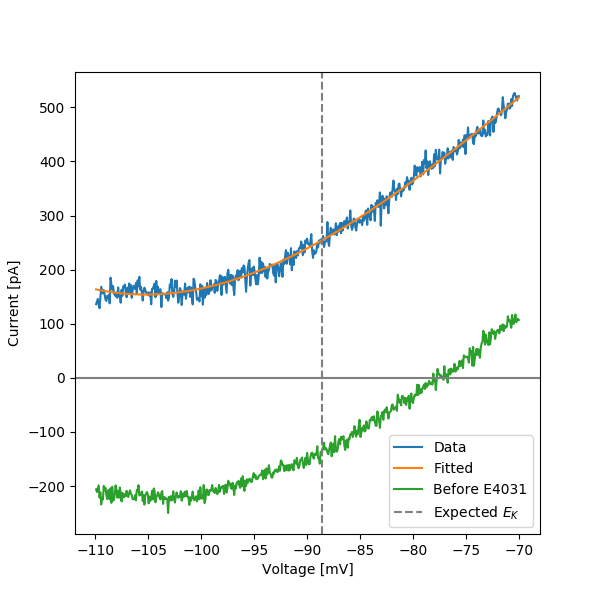 500
400
300
200
100
0
−100
−200
Current [pA]
Data
Fitted
Before E4031
Expected E_K
−110
−105
−100
−95
−90
−85
−80
−75
−70
Voltage [mV]